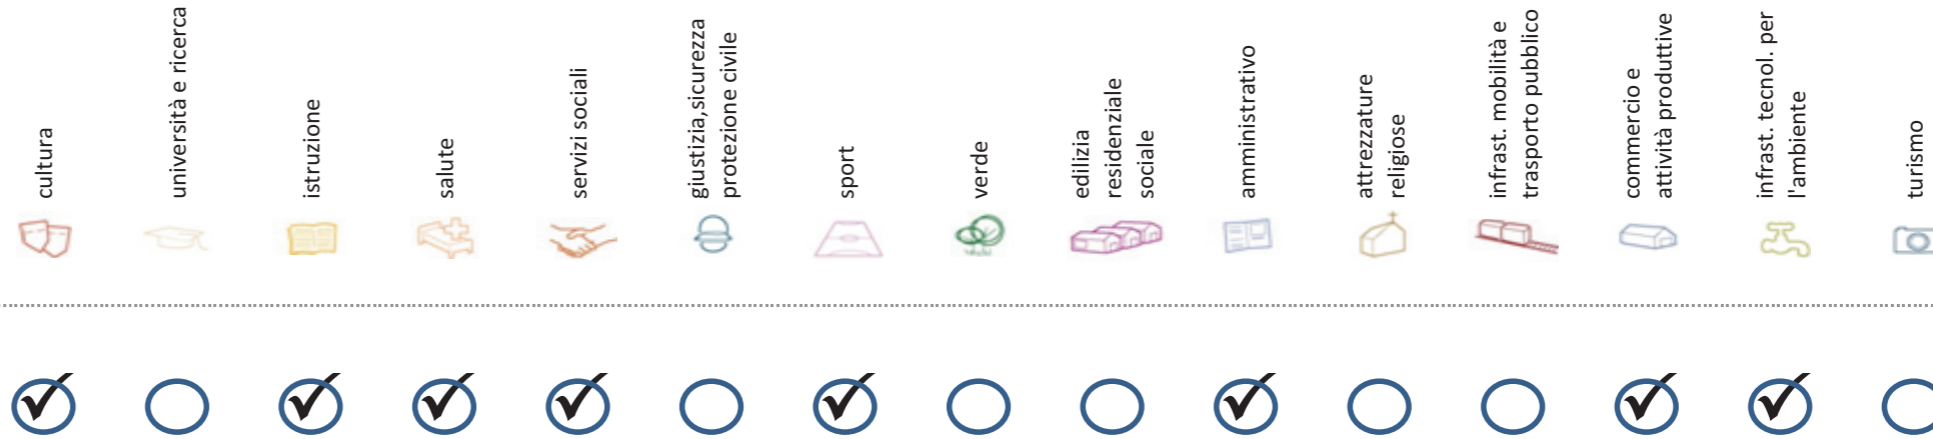 cultura
università e ricerca
istruzione
salute
servizi sociali
giustizia,sicurezza
protezione civile
sport
verde
edilizia
residenziale
sociale
amministrativo
attrezzature
religiose
infrast. mobilità e
trasporto pubblico
commercio e
attività produttive
infrast. tecnol. per
l'ambiente
turismo